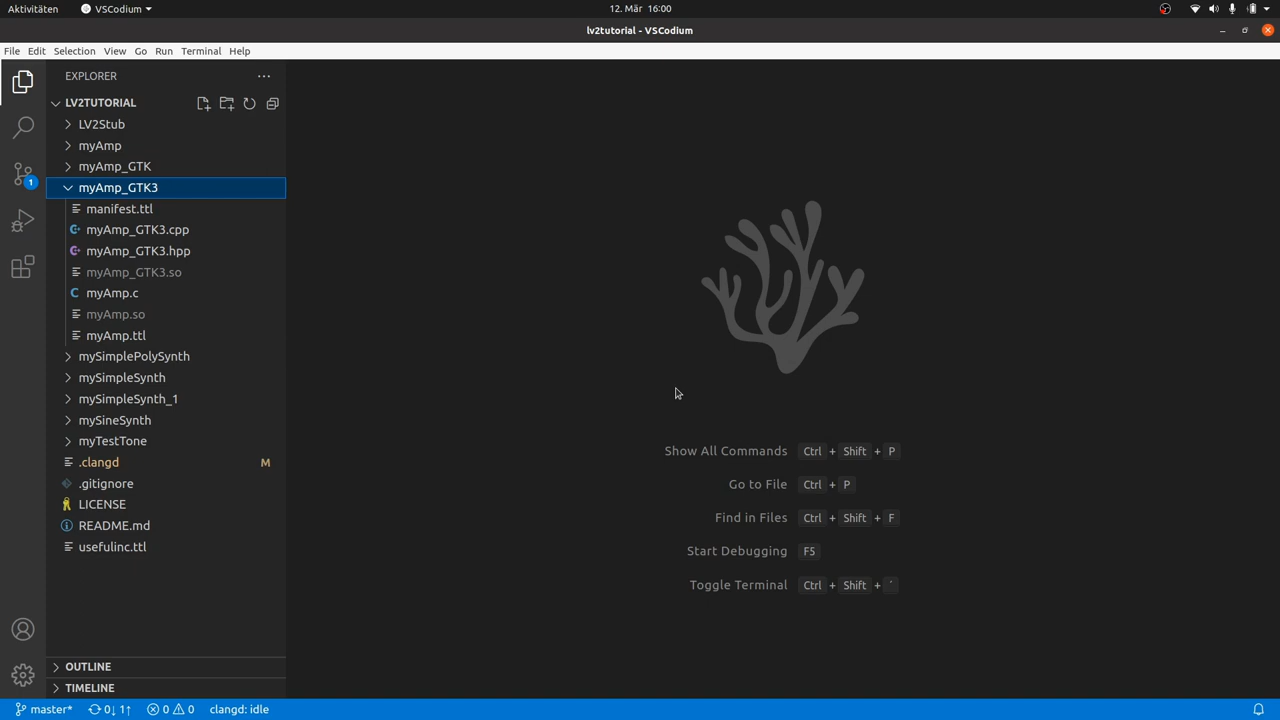 Aktivitäten
VSCodium
12. Mär 16:00
lv2tutorial - VSCodium
File Edit Selection View Go Run Terminal Help
EXPLORER
LV2TUTORIAL
LV2Stub
myAmp
myAmp_GTK
myAmp_GTK3
manifest.ttl
myAmp_GTK3.cpp
myAmp_GTK3.hpp
myAmp_GTK3.so
myAmp.c
myAmp.so
myAmp.ttl
mySimplePolySynth
mySimpleSynth
mySimpleSynth_1
mySineSynth
myTestTone
.clangd M
.gitignore
LICENSE
README.md
usefulinc.ttl
1
OUTLINE
TIMELINE
Show All Commands Ctrl + Shift + P
Go to File Ctrl + P
Find in Files Ctrl + Shift + F
Start Debugging F5
Toggle Terminal Ctrl + Shift + `
master* 0↓ 1↑ 0 0 clangd: idle